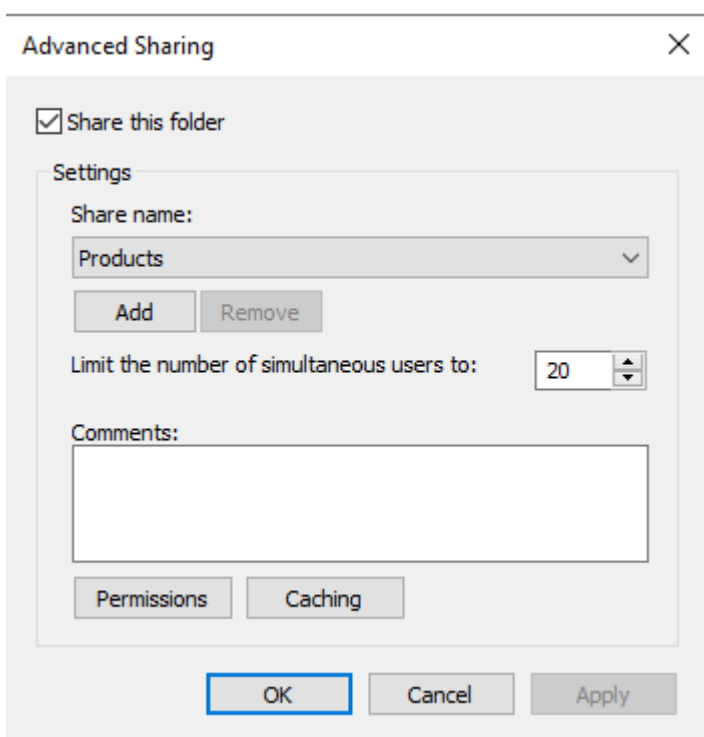 Advanced Sharing
Share this folder
Settings
Share name:
Products
Add Remove
Limit the number of simultaneous users to: 20
Comments:
Permissions Caching
OK Cancel Apply